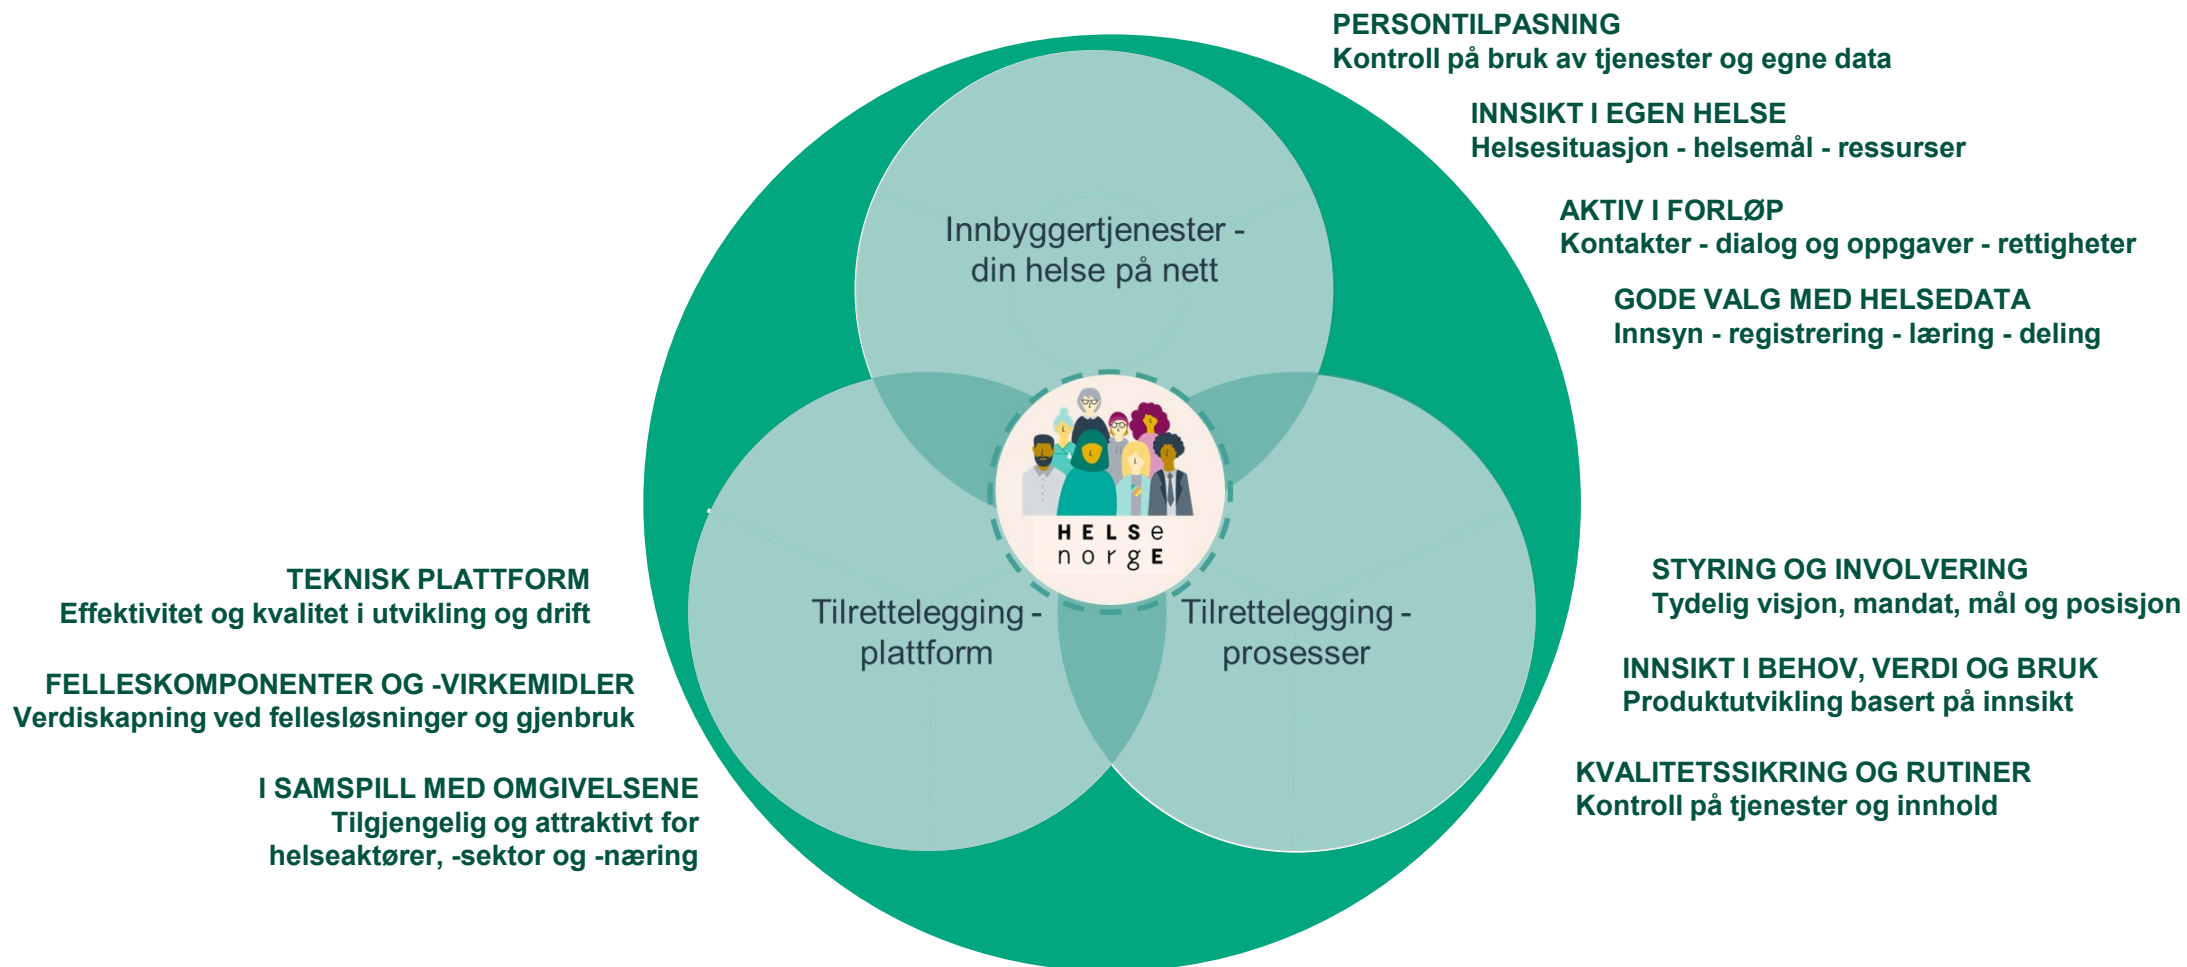 PERSONTILPASNING
Kontroll på bruk av tjenester og egne data
INNSIKT I EGEN HELSE
Helsesituasjon - helsemål - ressurser
AKTIV I FORLØP
Kontakter - dialog og oppgaver - rettigheter
GODE VALG MED HELSEDATA
Innsyn - registrering - læring - deling
Innbyggertjenester -
din helse på nett
HELSe
norgE
Tilrettelegging -
plattform
Tilrettelegging -
prosesser
TEKNISK PLATTFORM
Effektivitet og kvalitet i utvikling og drift
FELLESKOMPONENTER OG -VIRKEMIDLER
Verdiskapning ved fellesløsninger og gjenbruk
I SAMSPILL MED OMGIVELSENE
Tilgjengelig og attraktivt for
helseaktører, -sektor og -næring
STYRING OG INVOLVERING
Tydelig visjon, mandat, mål og posisjon
INNSIKT I BEHOV, VERDI OG BRUK
Produktutvikling basert på innsikt
KVALITETSSIKRING OG RUTINER
Kontroll på tjenester og innhold